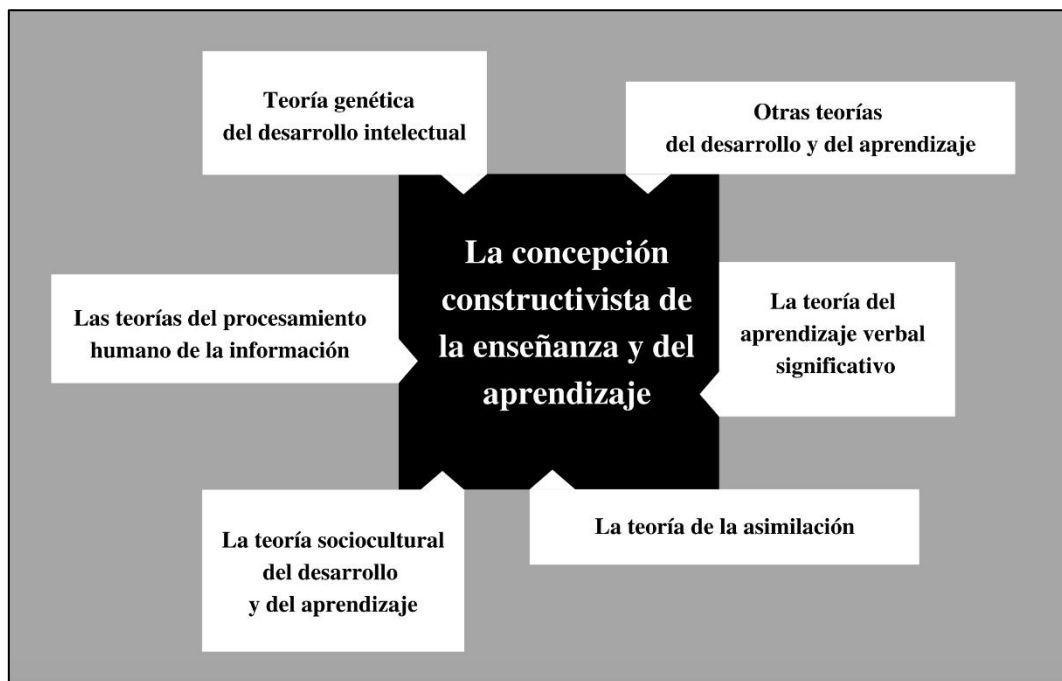 Teoría genética
del desarrollo intelectual
Otras teorías
del desarrollo y del aprendizaje
La concepción
constructivista de
la enseñanza y del
aprendizaje
Las teorías del procesamiento
humano de la información
La teoría del
aprendizaje verbal
significativo
La teoría sociocultural
del desarrollo
y del aprendizaje
La teoría de la asimilación